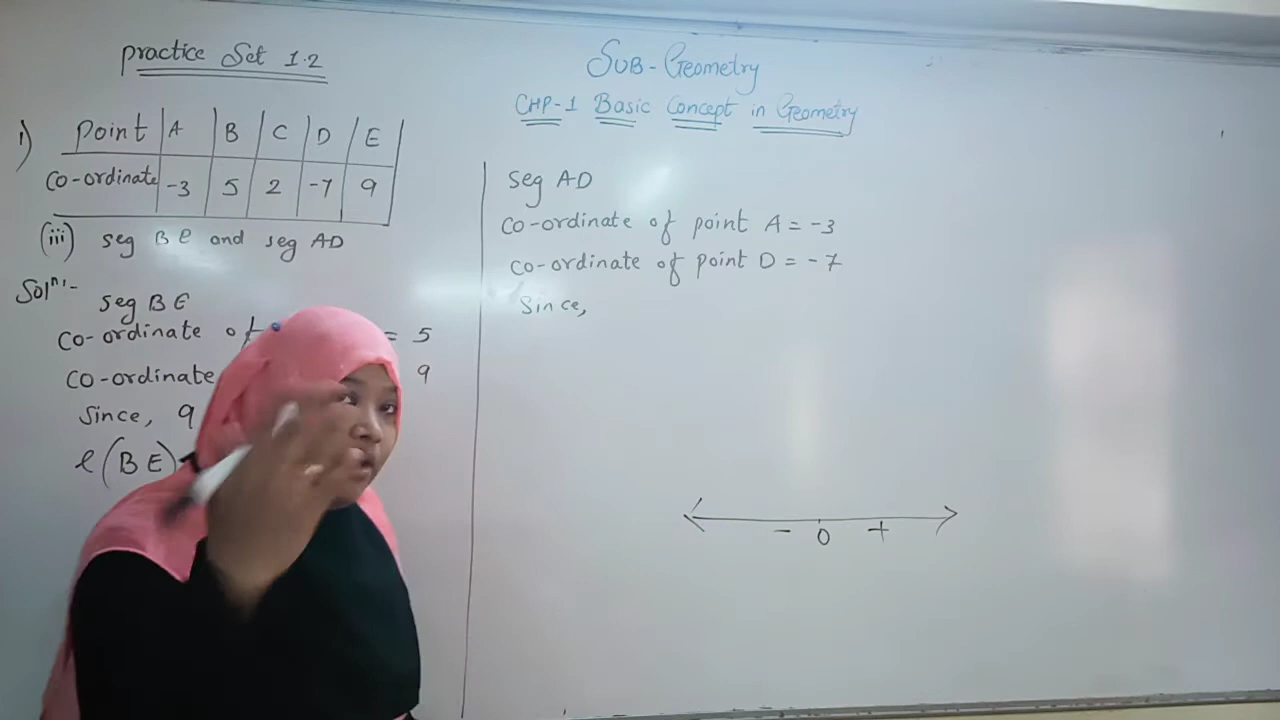 Practice Set 1.2
SUB-Geometry
CHP-1 Basic Concept in Geometry
1) Point A B C D E
Co-ordinate -3 5 2 -7 9
(iii) seg BE and seg AD
Solⁿ:-
seg BE
Co-ordinate of = 5
Co-ordinate 9
Since, 9
l(BE)
seg AD
Co-ordinate of point A = -3
Co-ordinate of point D = -7
Since,
- 0 +